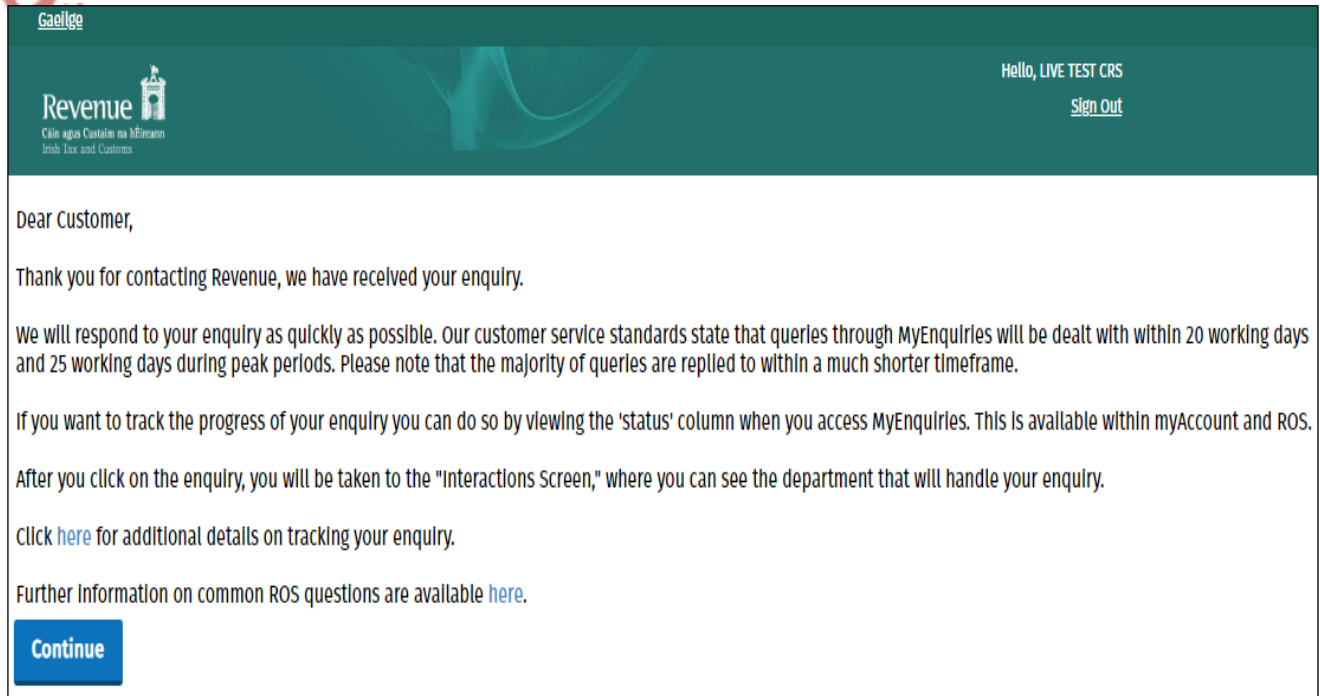 Gaeilge
Hello, LIVE TEST CRS
Sign Out
Revenue
Cáin agus Custaim na hÉireann
Irish Tax and Customs
Dear Customer,
Thank you for contacting Revenue, we have received your enquiry.
We will respond to your enquiry as quickly as possible. Our customer service standards state that queries through MyEnquiries will be dealt with within 20 working days
and 25 working days during peak periods. Please note that the majority of queries are replied to within a much shorter timeframe.
If you want to track the progress of your enquiry you can do so by viewing the 'status' column when you access MyEnquiries. This is available within myAccount and ROS.
After you click on the enquiry, you will be taken to the "Interactions Screen," where you can see the department that will handle your enquiry.
Click here for additional details on tracking your enquiry.
Further information on common ROS questions are available here.
Continue